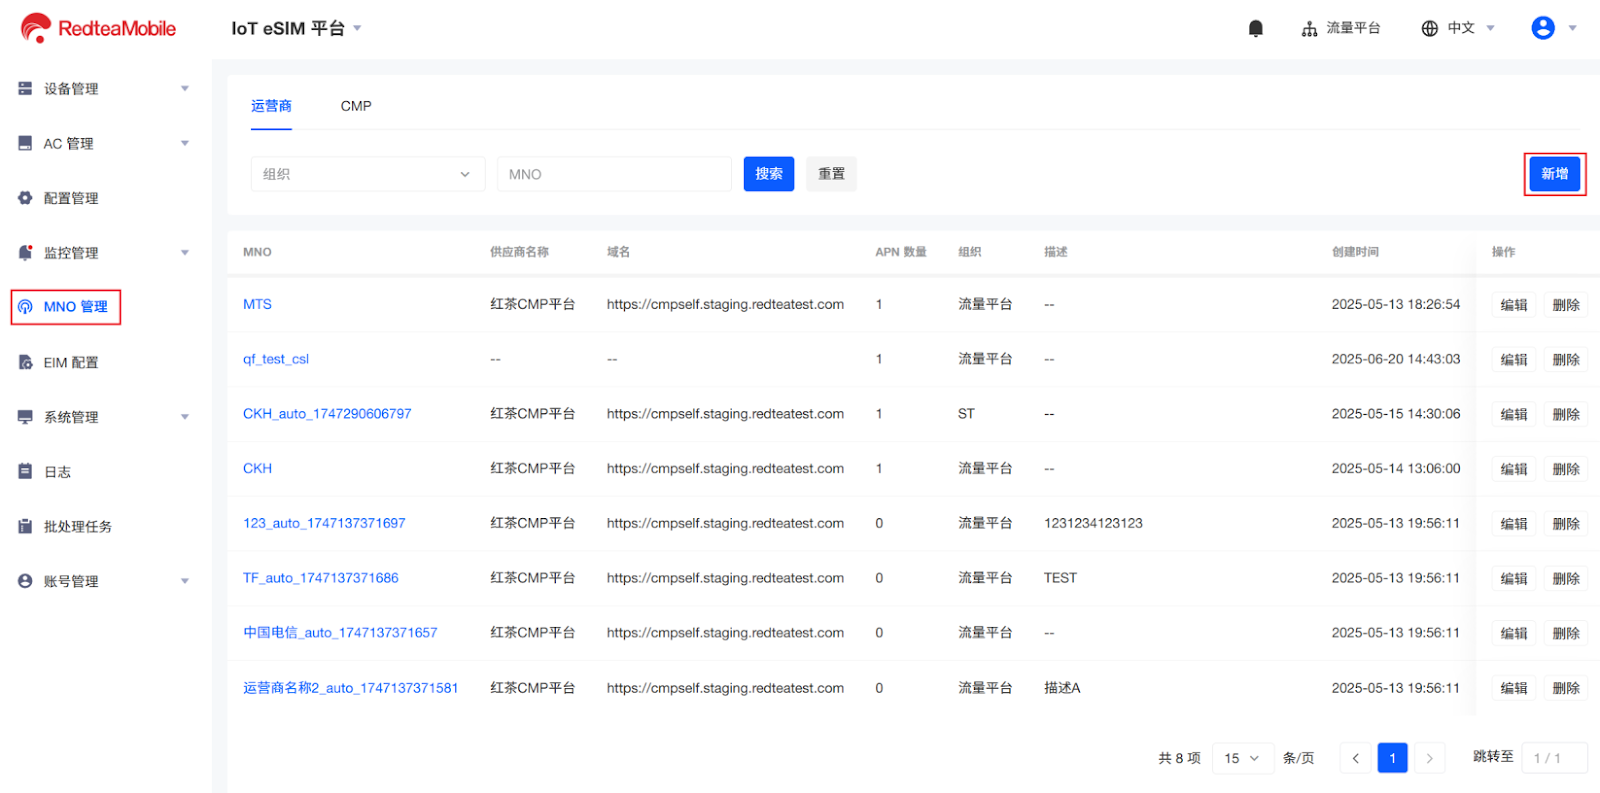 RedteaMobile
IoT eSIM 平台
流量平台
中文
设备管理
AC 管理
配置管理
监控管理
MNO 管理
EIM 配置
系统管理
日志
批处理任务
账号管理
运营商 CMP
组织 MNO 搜索 重置 新增
MNO 供应商名称 域名 APN 数量 组织 描述 创建时间 操作
MTS 红茶CMP平台 https://cmpself.staging.redteatest.com 1 流量平台 -- 2025-05-13 18:26:54 编辑 删除
qf_test_csl -- -- 1 流量平台 -- 2025-06-20 14:43:03 编辑 删除
CKH_auto_1747290606797 红茶CMP平台 https://cmpself.staging.redteatest.com 1 ST -- 2025-05-15 14:30:06 编辑 删除
CKH 红茶CMP平台 https://cmpself.staging.redteatest.com 1 流量平台 -- 2025-05-14 13:06:00 编辑 删除
123_auto_1747137371697 红茶CMP平台 https://cmpself.staging.redteatest.com 0 流量平台 1231234123123 2025-05-13 19:56:11 编辑 删除
TF_auto_1747137371686 红茶CMP平台 https://cmpself.staging.redteatest.com 0 流量平台 TEST 2025-05-13 19:56:11 编辑 删除
中国电信_auto_1747137371657 红茶CMP平台 https://cmpself.staging.redteatest.com 0 流量平台 -- 2025-05-13 19:56:11 编辑 删除
运营商名称2_auto_1747137371581 红茶CMP平台 https://cmpself.staging.redteatest.com 0 流量平台 描述A 2025-05-13 19:56:11 编辑 删除
共 8 项 15 条/页 < 1 > 跳转至 1 / 1